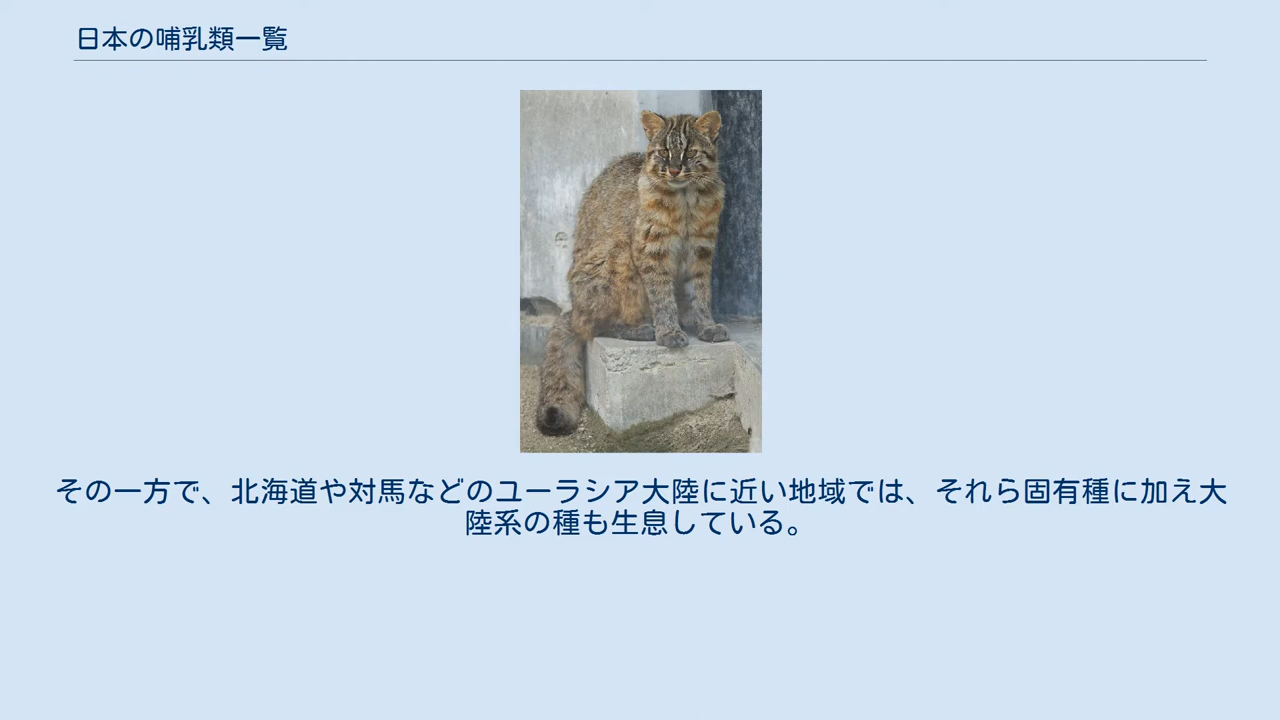 日本の哺乳類一覧
その一方で、北海道や対馬などのユーラシア大陸に近い地域では、それら固有種に加え大
陸系の種も生息している。